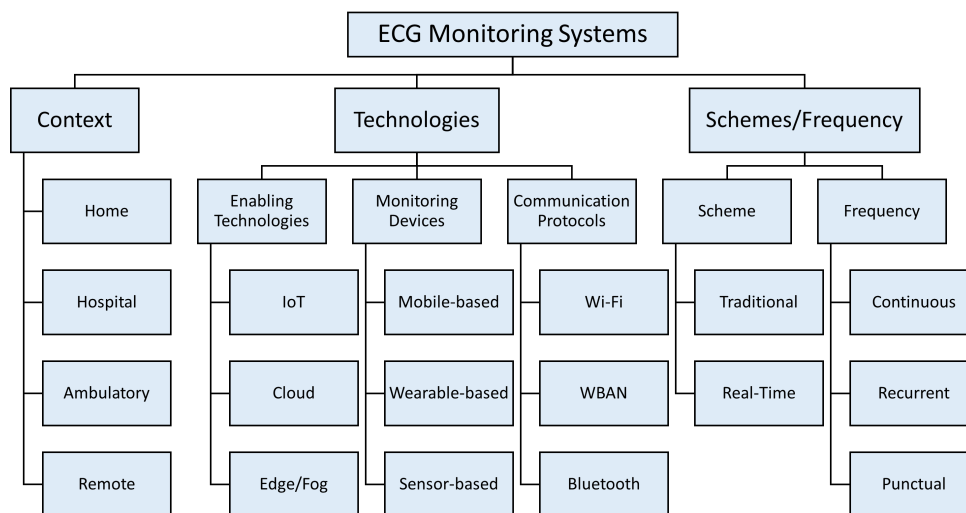 ECG Monitoring Systems
Context
Technologies
Schemes/Frequency
Home
Hospital
Ambulatory
Remote
Enabling
Technologies
IoT
Cloud
Edge/Fog
Monitoring
Devices
Mobile-based
Wearable-based
Sensor-based
Communication
Protocols
Wi-Fi
WBAN
Bluetooth
Scheme
Traditional
Real-Time
Frequency
Continuous
Recurrent
Punctual